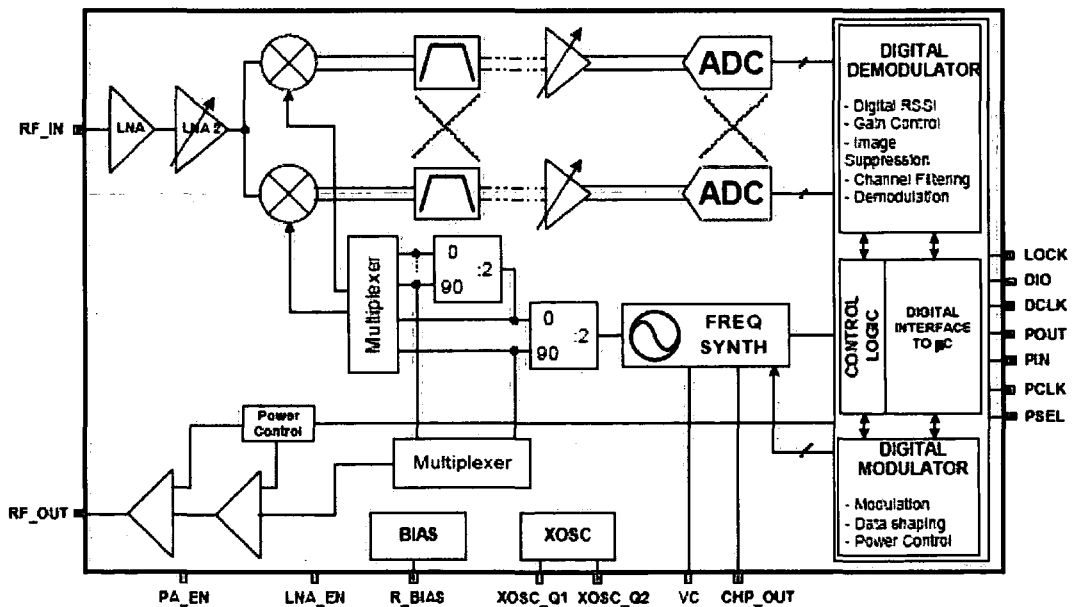 ADC
DIGITAL
DEMODULATOR
- Digital RSSI
- Gain Control
- Image
Suppression
- Channel Filtering
- Demodulation
RF_IN
LNA
LNA 2
ADC
Multiplexer
0
90
:2
0
90
:2
FREQ
SYNTH
CONTROL
LOGIC
DIGITAL
INTERFACE
TO µC
LOCK
DIO
DCLK
POUT
PIN
PCLK
PSEL
Power
Control
Multiplexer
DIGITAL
MODULATOR
- Modulation
- Data shaping
- Power Control
RF_OUT
BIAS
XOSC
PA_EN
LNA_EN
R_BIAS
XOSC_Q1
XOSC_Q2
VC
CHP_OUT